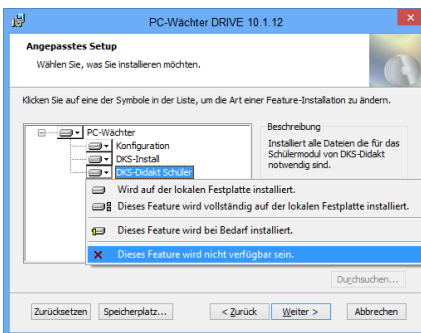 PC-Wächter DRIVE 10.1.12
Angepasstes Setup
Wählen Sie, was Sie installieren möchten.
Klicken Sie auf eine der Symbole in der Liste, um die Art einer Feature-Installation zu ändern.
PC-Wächter
Konfiguration
DKS-Install
DKS-Didakt Schüler
Beschreibung
Installiert alle Dateien die für das
Schülermodul von DKS-Didakt
notwendig sind.
Wird auf der lokalen Festplatte installiert.
Dieses Feature wird vollständig auf der lokalen Festplatte installiert.
Dieses Feature wird bei Bedarf installiert.
Dieses Feature wird nicht verfügbar sein.
Durchsuchen...
Zurücksetzen Speicherplatz... < Zurück Weiter > Abbrechen